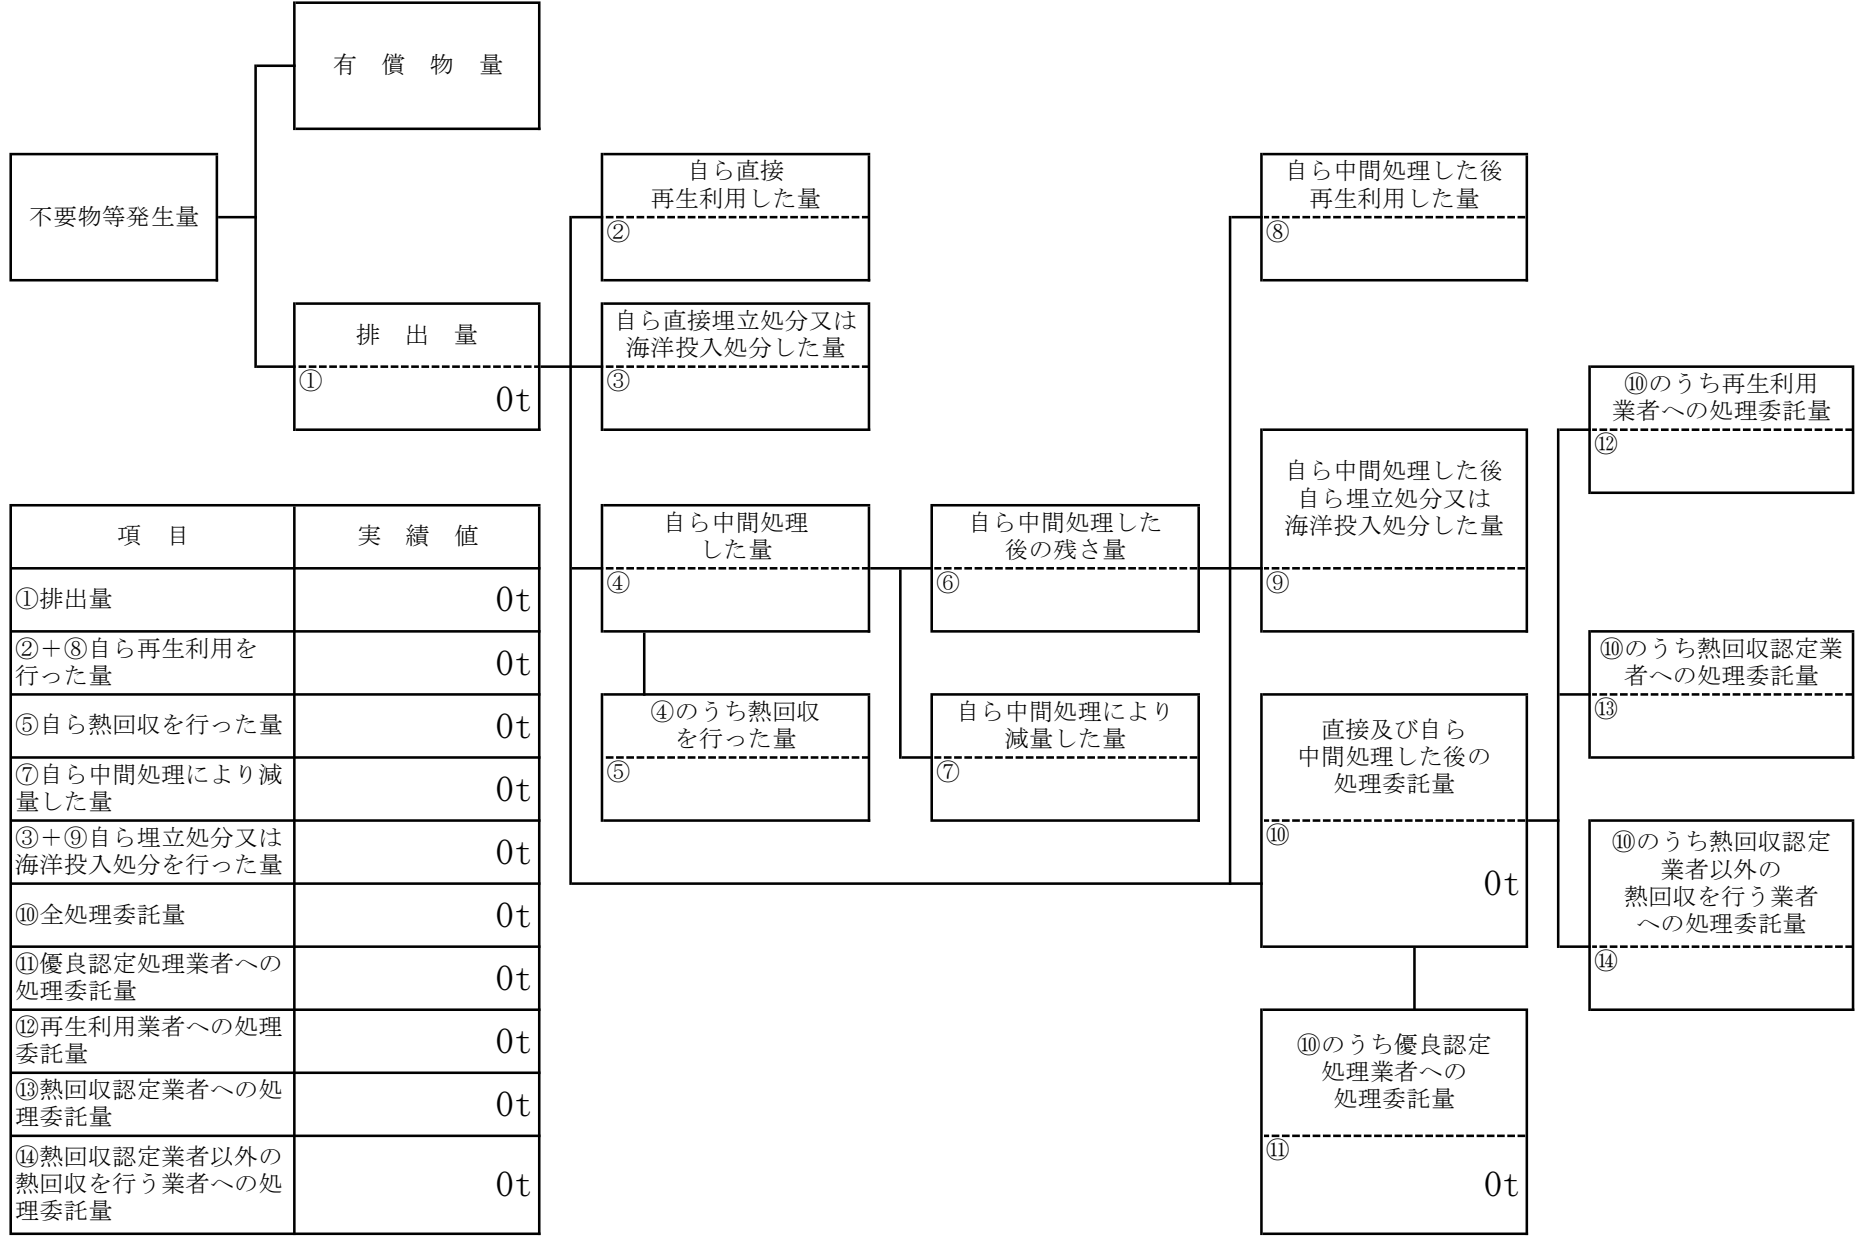 有 償 物 量
不要物等発生量
排 出 量
①
0t
自ら直接
再生利用した量
②
自ら直接埋立処分又は
海洋投入処分した量
③
自ら中間処理
した量
④
④のうち熱回収
を行った量
⑤
自ら中間処理した
後の残さ量
⑥
自ら中間処理により
減量した量
⑦
自ら中間処理した後
再生利用した量
⑧
自ら中間処理した後
自ら埋立処分又は
海洋投入処分した量
⑨
直接及び自ら
中間処理した後の
処理委託量
⑩
0t
⑩のうち優良認定
処理業者への
処理委託量
⑪
0t
⑩のうち再生利用
業者への処理委託量
⑫
⑩のうち熱回収認定業
者への処理委託量
⑬
⑩のうち熱回収認定
業者以外の
熱回収を行う業者
への処理委託量
⑭
項 目 実 績 値
①排出量 0t
②＋⑧自ら再生利用を
行った量 0t
⑤自ら熱回収を行った量 0t
⑦自ら中間処理により減
量した量 0t
③＋⑨自ら埋立処分又は
海洋投入処分を行った量 0t
⑩全処理委託量 0t
⑪優良認定処理業者への
処理委託量 0t
⑫再生利用業者への処理
委託量 0t
⑬熱回収認定業者への処
理委託量 0t
⑭熱回収認定業者以外の
熱回収を行う業者への処
理委託量 0t